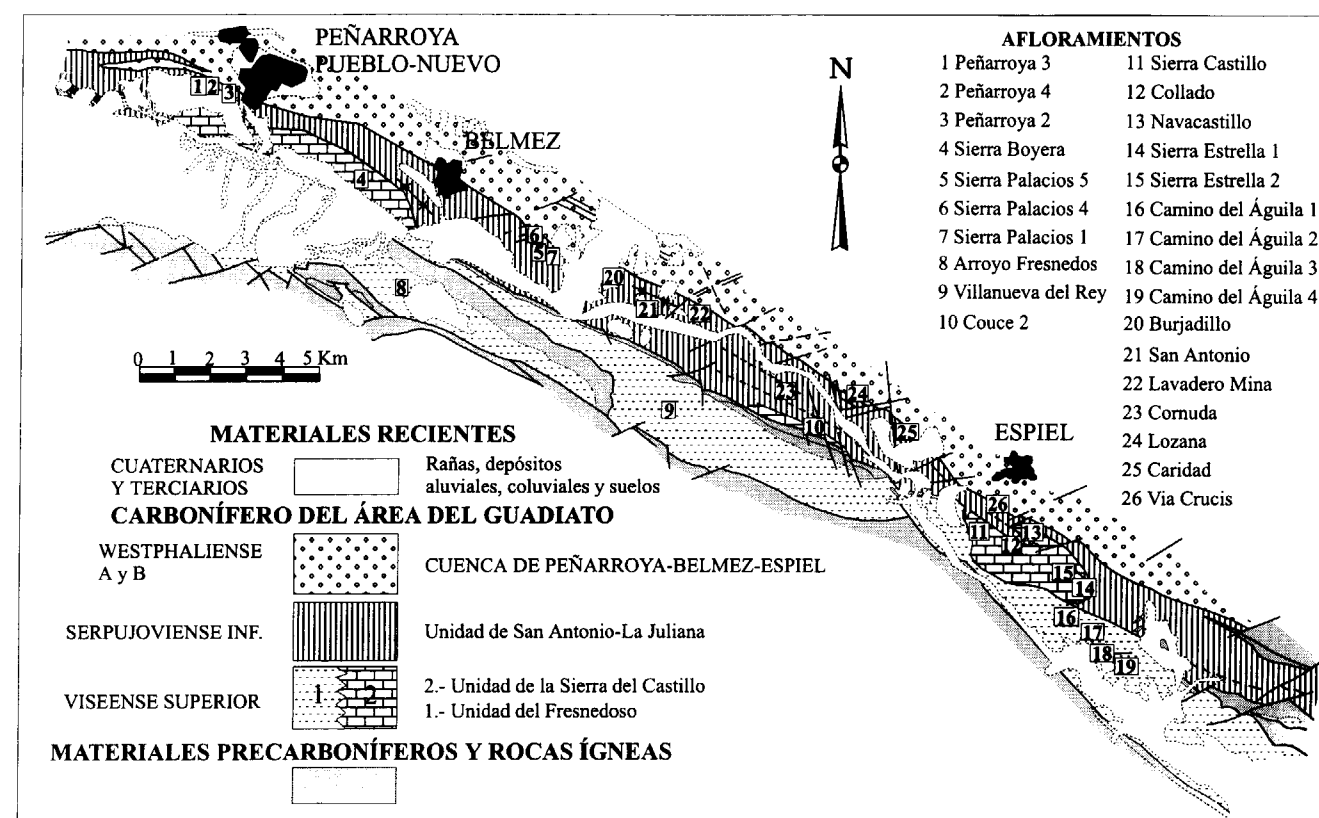 PEÑARROYA
PUEBLO-NUEVO
BELMEZ
ESPIEL
N
1
2
3
4
6
5
7
8
20
21
22
9
23
24
10
25
26
11
12
13
15
14
16
17
18
19
0 1 2 3 4 5 Km
AFLORAMIENTOS
1 Peñarroya 3
2 Peñarroya 4
3 Peñarroya 2
4 Sierra Boyera
5 Sierra Palacios 5
6 Sierra Palacios 4
7 Sierra Palacios 1
8 Arroyo Fresnedos
9 Villanueva del Rey
10 Couce 2
11 Sierra Castillo
12 Collado
13 Navacastillo
14 Sierra Estrella 1
15 Sierra Estrella 2
16 Camino del Águila 1
17 Camino del Águila 2
18 Camino del Águila 3
19 Camino del Águila 4
20 Burjadillo
21 San Antonio
22 Lavadero Mina
23 Cornuda
24 Lozana
25 Caridad
26 Via Crucis
MATERIALES RECIENTES
CUATERNARIOS
Y TERCIARIOS
Rañas, depósitos
aluviales, coluviales y suelos
CARBONÍFERO DEL ÁREA DEL GUADIATO
WESTPHALIENSE
A y B
CUENCA DE PEÑARROYA-BELMEZ-ESPIEL
SERPUJOVIENSE INF.
Unidad de San Antonio-La Juliana
VISEENSE SUPERIOR
1 2
2.- Unidad de la Sierra del Castillo
1.- Unidad del Fresnedoso
MATERIALES PRECARBONÍFEROS Y ROCAS ÍGNEAS